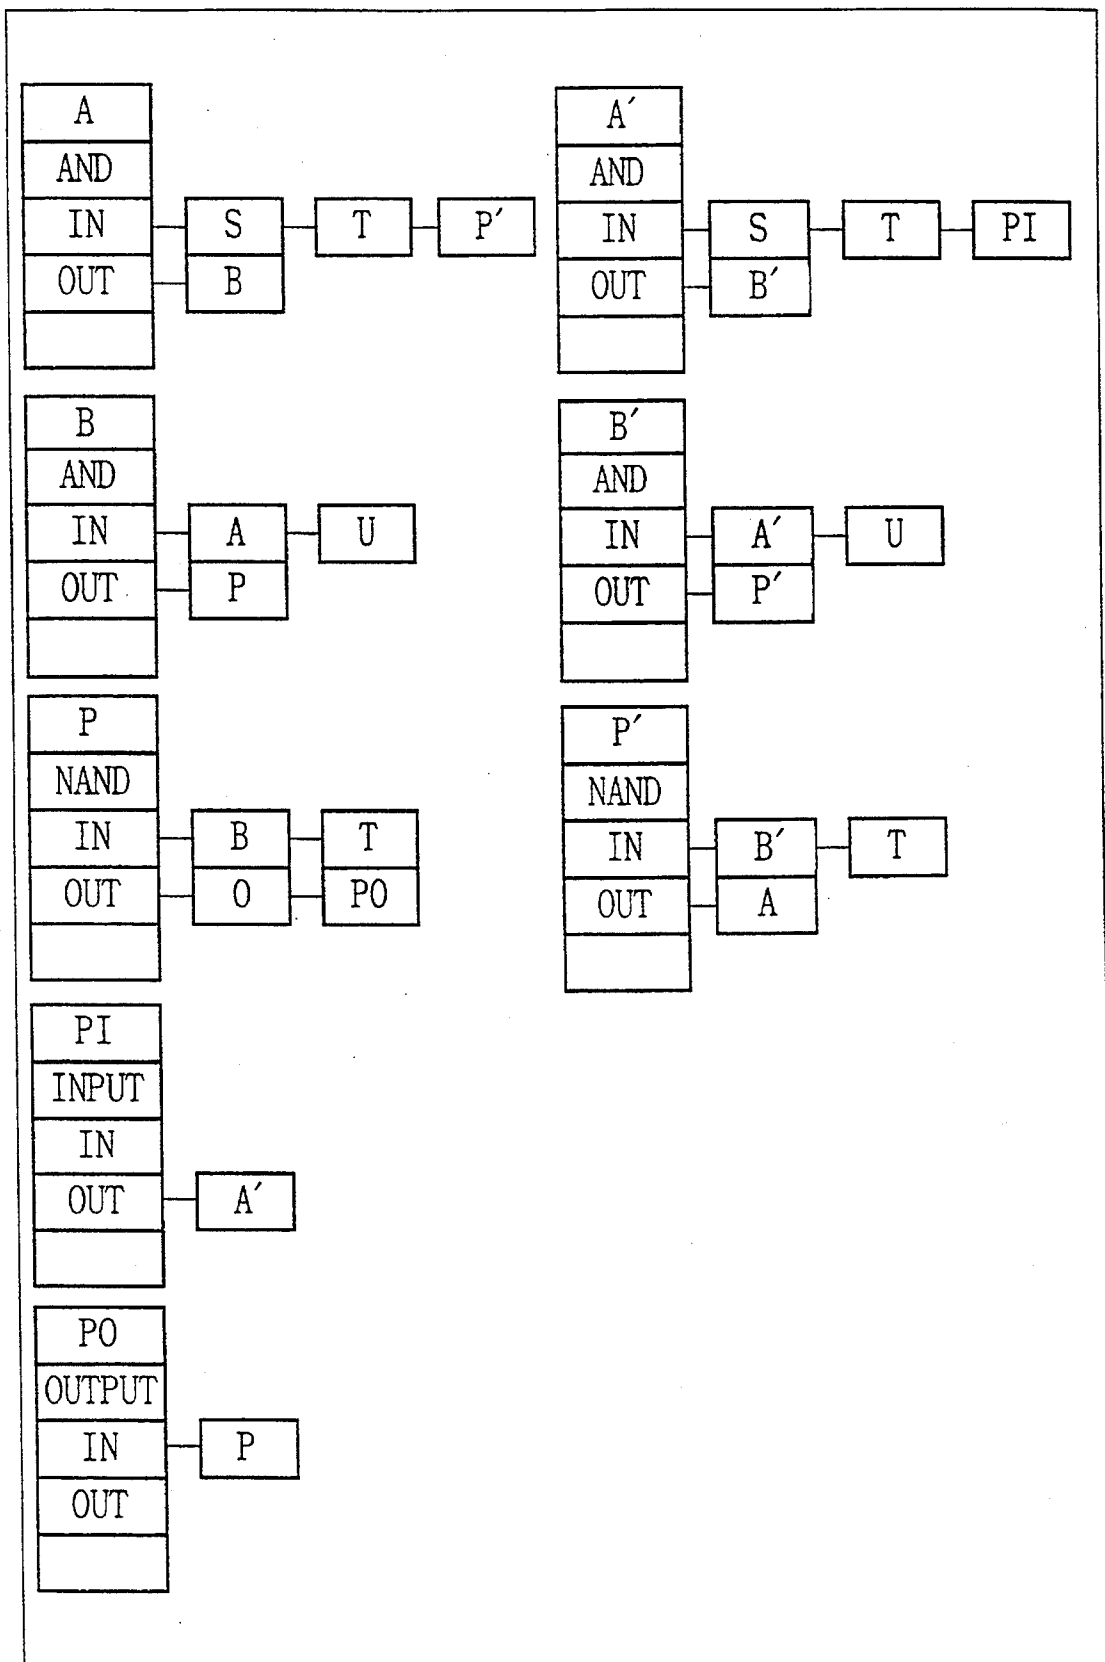 A
AND
IN S T P′
OUT B
A′
AND
IN S T PI
OUT B′
B
AND
IN A U
OUT P
B′
AND
IN A′ U
OUT P′
P
NAND
IN B T
OUT O PO
P′
NAND
IN B′ T
OUT A
PI
INPUT
IN
OUT A′
PO
OUTPUT
IN P
OUT